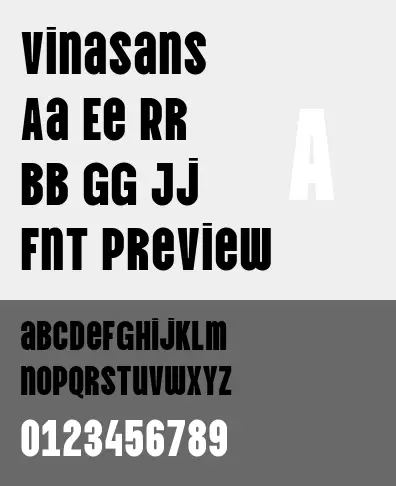 Vinasans
Aa Ee Rr
A
Bb Gg Jj
Fnt Preview
abcdefghijklm
nopqrstuvwxyz
0123456789